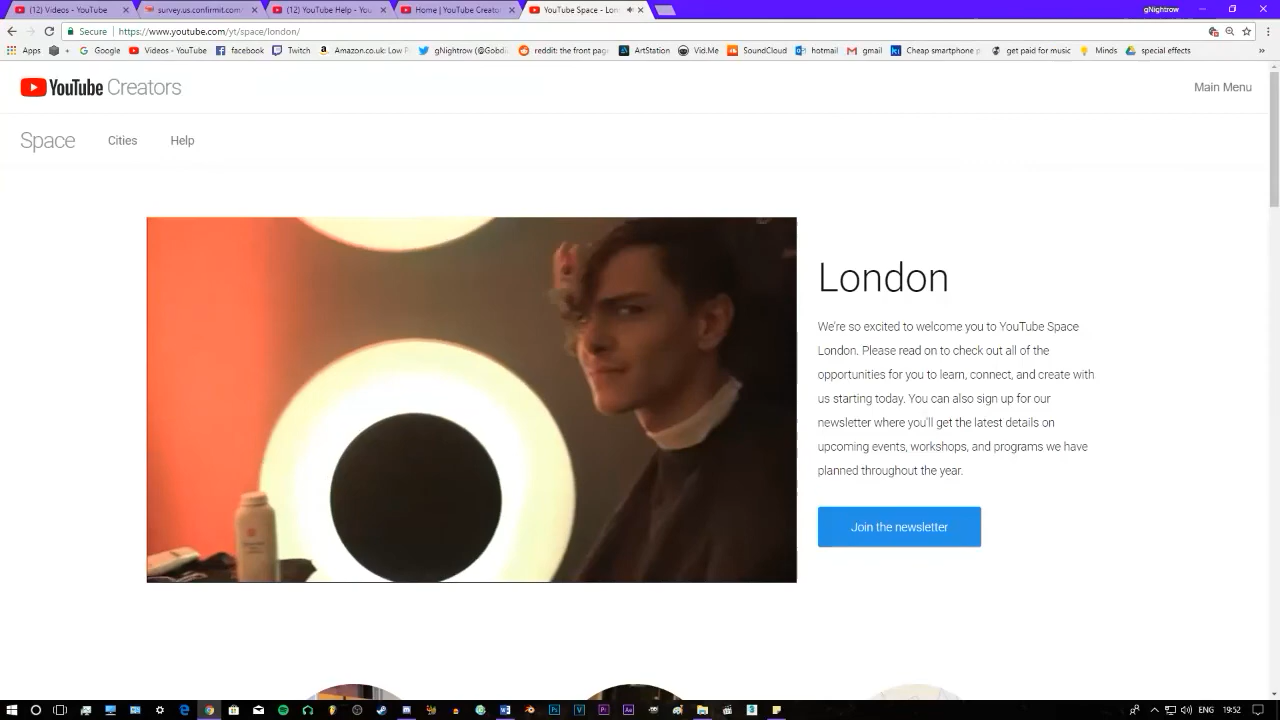 (12) Videos - YouTube
survey.us.confirmit.com
(12) YouTube Help - You
Home | YouTube Creator
YouTube Space - Lon
gNightrow
Secure
https://www.youtube.com/yt/space/london/
Apps
G
Google
Videos - YouTube
facebook
Twitch
Amazon.co.uk: Low P
gNightrow (@Gobdi
reddit: the front page
ArtStation
Vid.Me
SoundCloud
hotmail
gmail
Cheap smartphone p
get paid for music
Minds
special effects
YouTube Creators
Main Menu
Space
Cities
Help
London
We're so excited to welcome you to YouTube Space
London. Please read on to check out all of the
opportunities for you to learn, connect, and create with
us starting today. You can also sign up for our
newsletter where you'll get the latest details on
upcoming events, workshops, and programs we have
planned throughout the year.
Join the newsletter
19:52